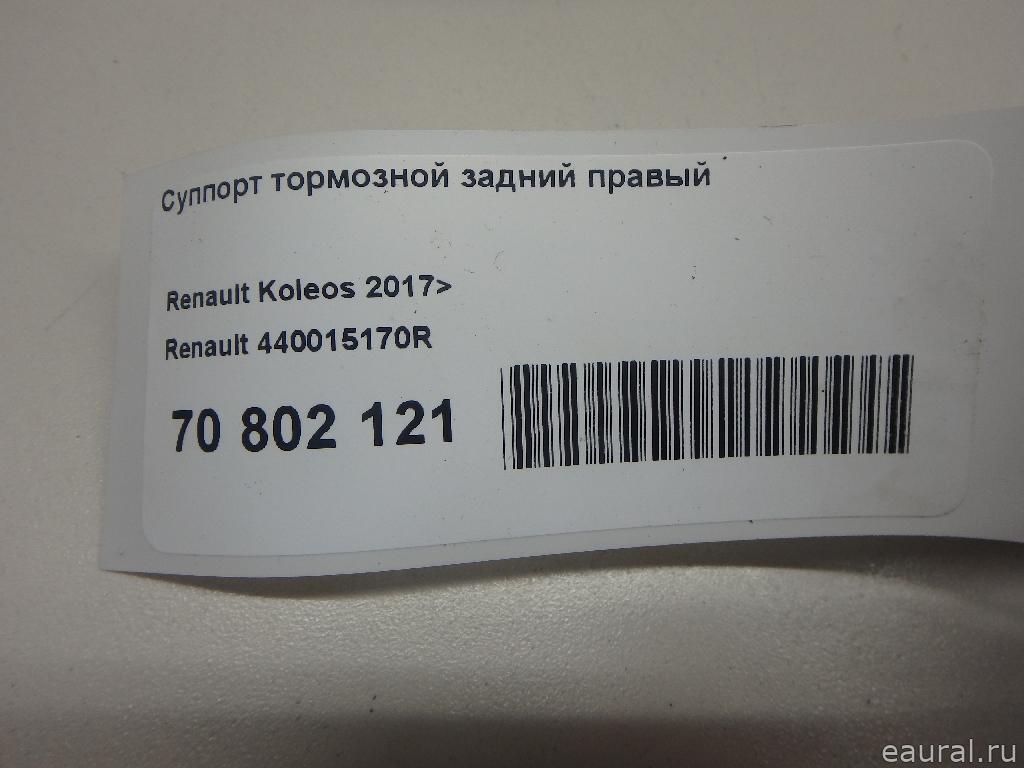 Суппорт тормозной задний правый
Renault Koleos 2017>
Renault 440015170R
70 802 121
eaural.ru